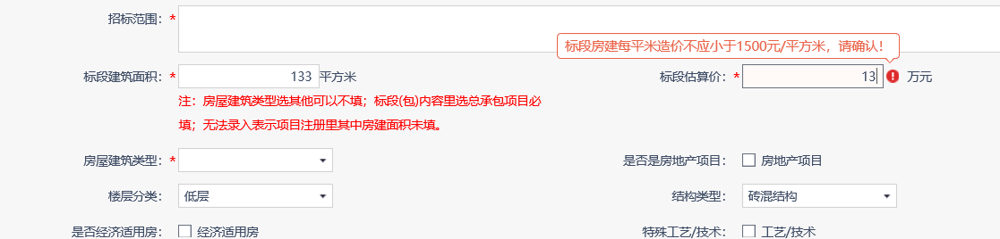 招标范围：*
标段房建每平米造价不应小于1500元/平方米，请确认！
标段建筑面积：* 133 平方米 标段估算价：* 13 万元
注：房屋建筑类型选其他可以不填；标段(包)内容里选总承包项目必
填；无法录入表示项目注册里其中房建面积未填。
房屋建筑类型：* 是否是房地产项目： 房地产项目
楼层分类： 低层 结构类型： 砖混结构
是否经济适用房： 经济适用房 特殊工艺/技术： 工艺/技术